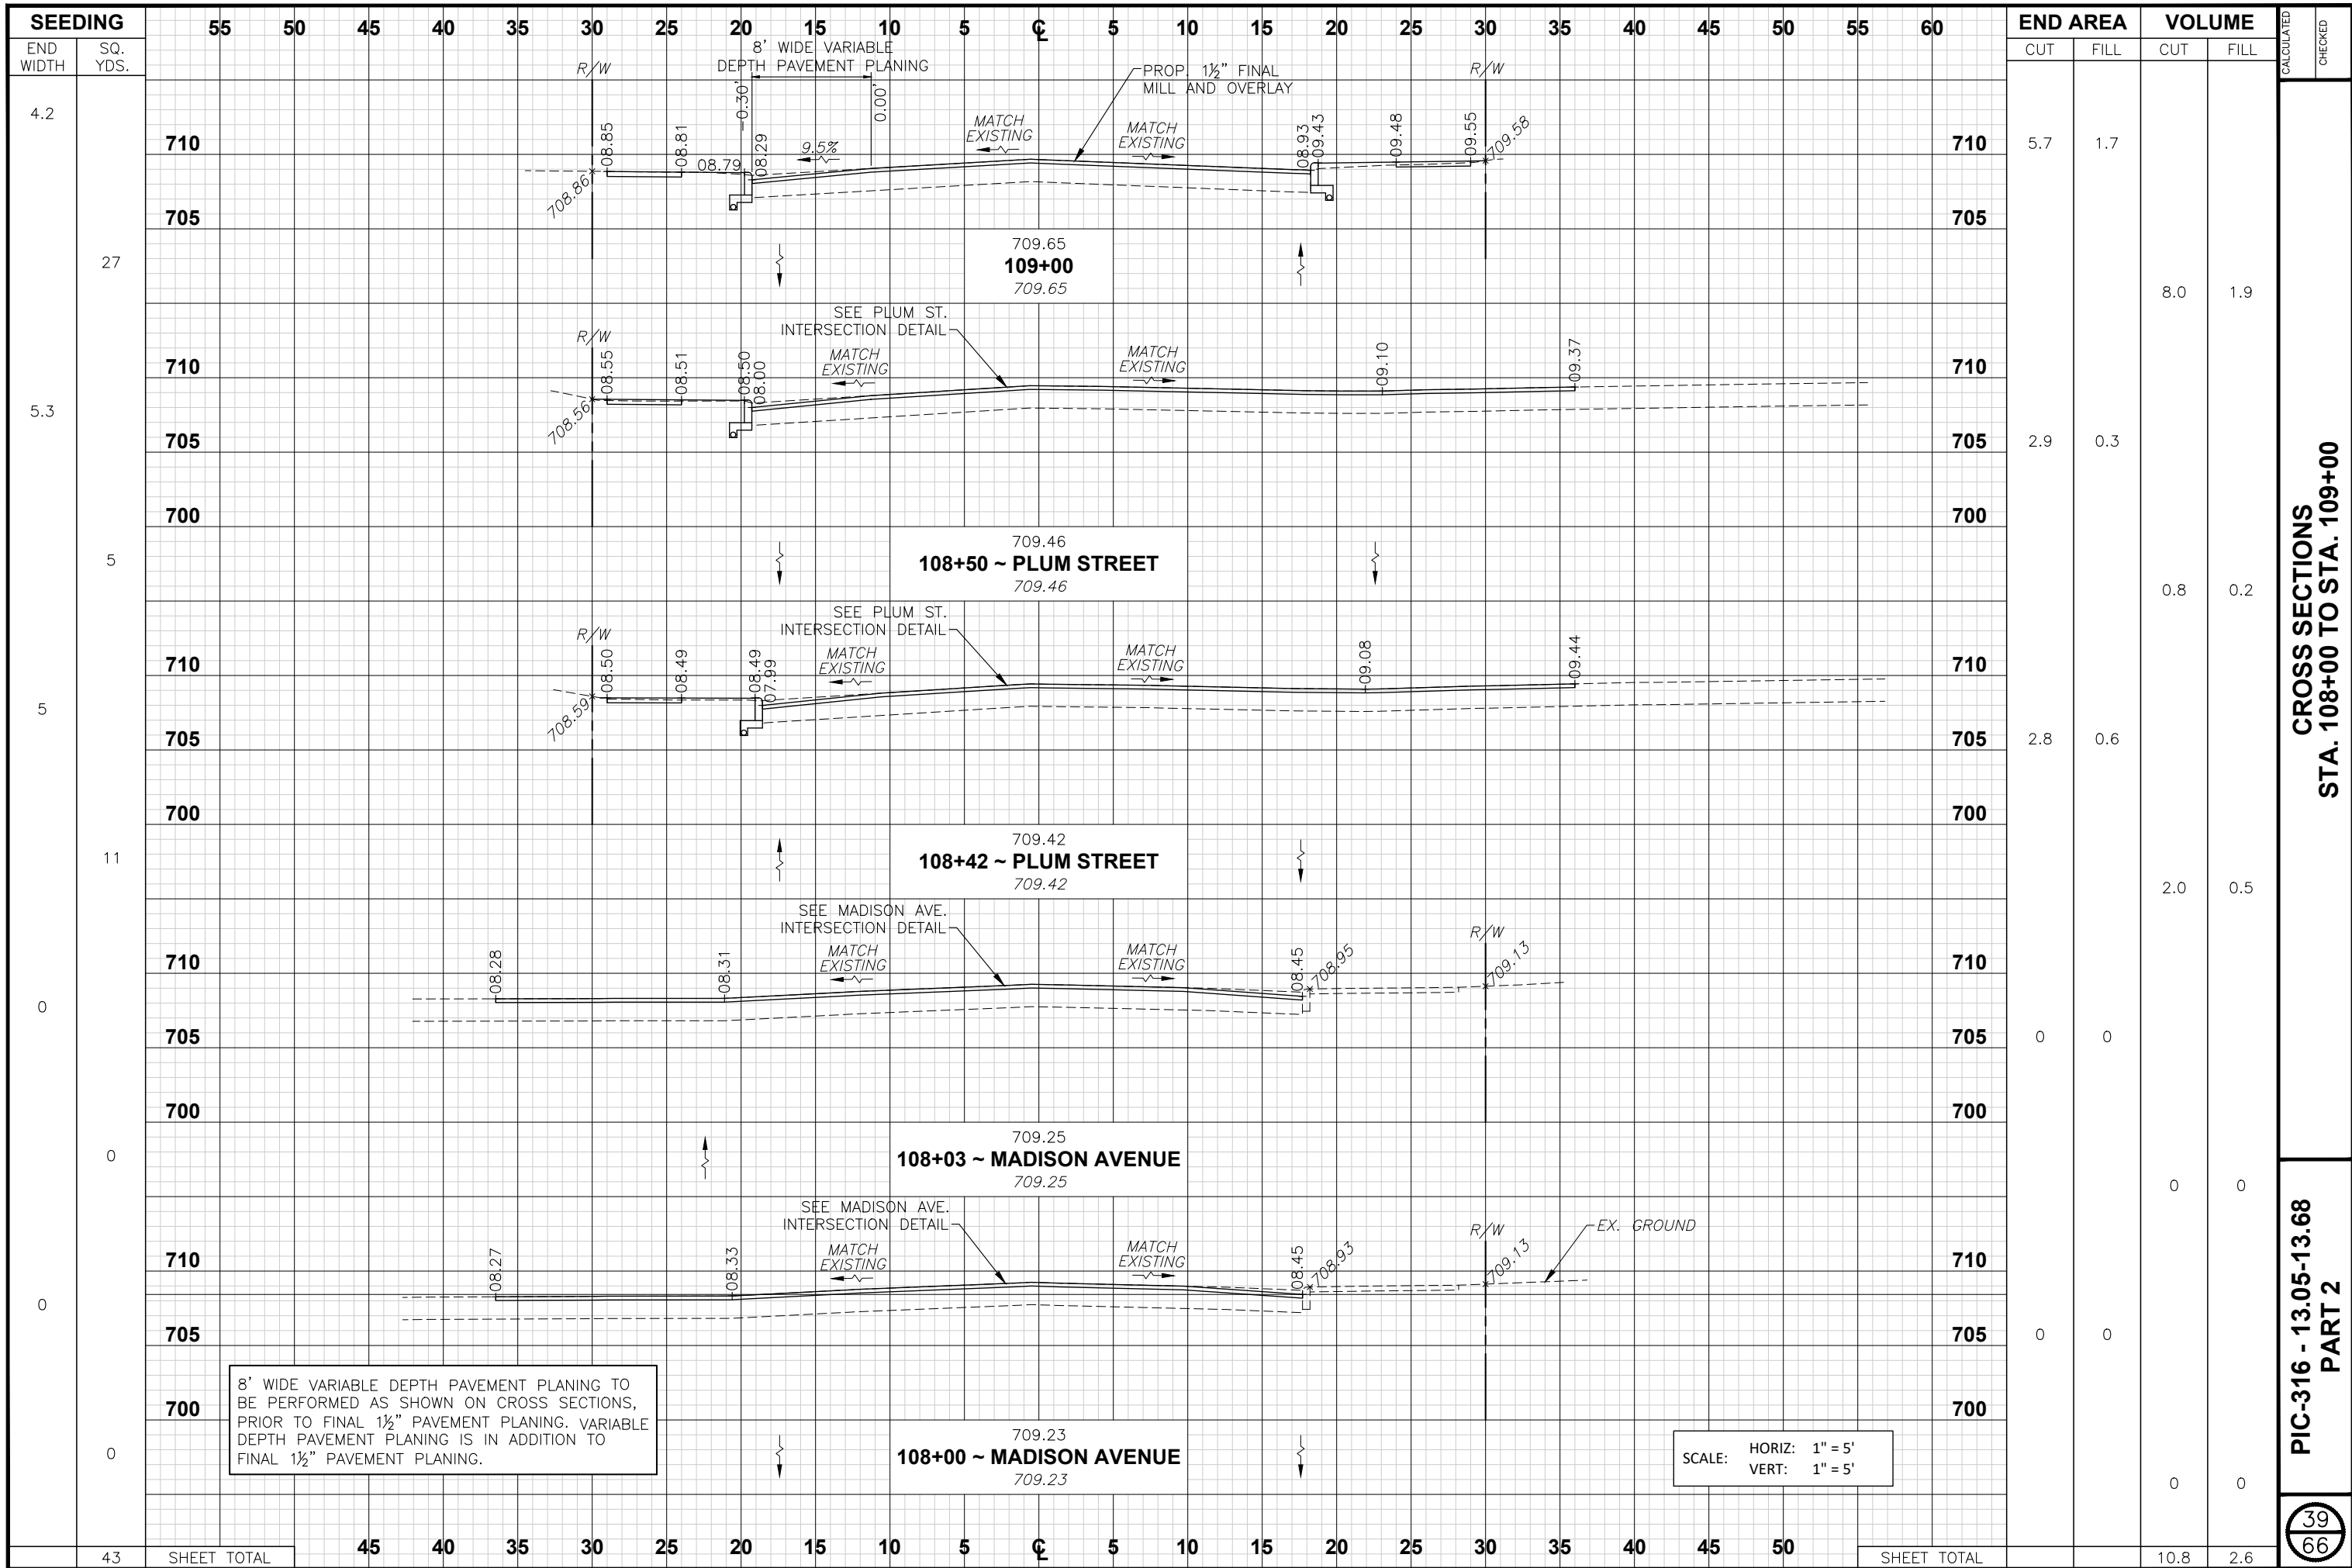 SEEDING
END WIDTH
SQ. YDS.
55 50 45 40 35 30 25 20 15 10 5 ℄ 5 10 15 20 25 30 35 40 45 50 55 60
END AREA
VOLUME
CUT FILL CUT FILL
CALCULATED
CHECKED
8' WIDE VARIABLE
DEPTH PAVEMENT PLANING
R/W
-0.30'
0.00'
PROP. 1½" FINAL
MILL AND OVERLAY
R/W
4.2
710
708.86
08.85
08.81
08.79
08.29
9.5%
MATCH
EXISTING
MATCH
EXISTING
08.93
09.43
09.48
09.55
709.58
710
5.7 1.7
705
705
27
709.65
109+00
709.65
8.0 1.9
SEE PLUM ST.
INTERSECTION DETAIL
R/W
710
708.56
08.55
08.51
08.50
08.00
MATCH
EXISTING
MATCH
EXISTING
09.10
09.37
710
5.3
705
705
2.9 0.3
700
700
5
709.46
108+50 ~ PLUM STREET
709.46
0.8 0.2
SEE PLUM ST.
INTERSECTION DETAIL
R/W
710
708.59
08.50
08.49
08.49
07.99
MATCH
EXISTING
MATCH
EXISTING
09.08
09.44
710
5
705
705
2.8 0.6
700
700
11
709.42
108+42 ~ PLUM STREET
709.42
2.0 0.5
SEE MADISON AVE.
INTERSECTION DETAIL
R/W
710
08.28
08.31
MATCH
EXISTING
MATCH
EXISTING
08.45
708.95
709.13
710
0
705
705
0 0
700
700
0
709.25
108+03 ~ MADISON AVENUE
709.25
0 0
SEE MADISON AVE.
INTERSECTION DETAIL
R/W
EX. GROUND
710
08.27
08.33
MATCH
EXISTING
MATCH
EXISTING
08.45
708.93
709.13
710
0
705
705
0 0
700
700
8' WIDE VARIABLE DEPTH PAVEMENT PLANING TO
BE PERFORMED AS SHOWN ON CROSS SECTIONS,
PRIOR TO FINAL 1½" PAVEMENT PLANING. VARIABLE
DEPTH PAVEMENT PLANING IS IN ADDITION TO
FINAL 1½" PAVEMENT PLANING.
0
709.23
108+00 ~ MADISON AVENUE
709.23
SCALE: HORIZ: 1" = 5'
VERT: 1" = 5'
0 0
45 40 35 30 25 20 15 10 5 ℄ 5 10 15 20 25 30 35 40 45 50
43 SHEET TOTAL
SHEET TOTAL 10.8 2.6
CROSS SECTIONS
STA. 108+00 TO STA. 109+00
PIC-316 - 13.05-13.68
PART 2
39
66